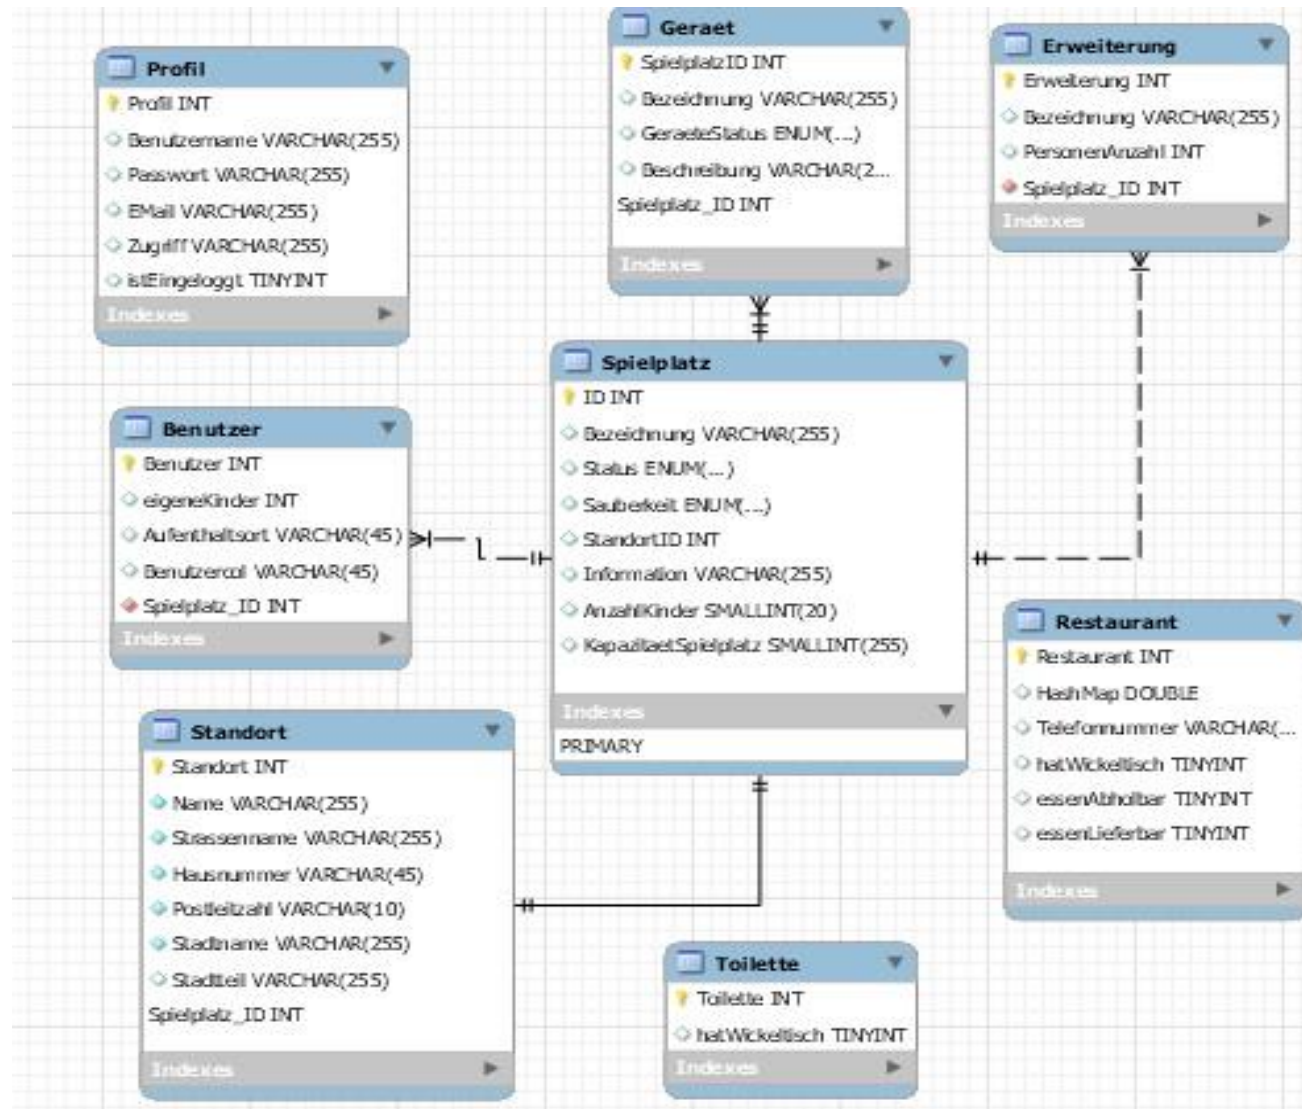 Profil
Profil INT
Benutzername VARCHAR(255)
Passwort VARCHAR(255)
EMail VARCHAR(255)
Zugriff VARCHAR(255)
istEingeloggt TINYINT
Indexes
Geraet
SpielplatzID INT
Bezeichnung VARCHAR(255)
GeraeteStatus ENUM(...)
Beschreibung VARCHAR(2...
Spielplatz_ID INT
Indexes
Erweiterung
Erweiterung INT
Bezeichnung VARCHAR(255)
PersonenAnzahl INT
Spielplatz_ID INT
Indexes
Benutzer
Benutzer INT
eigeneKinder INT
Aufenthaltsort VARCHAR(45)
Benutzercol VARCHAR(45)
Spielplatz_ID INT
Indexes
Spielplatz
ID INT
Bezeichnung VARCHAR(255)
Status ENUM(...)
Sauberkeit ENUM(...)
StandortID INT
Information VARCHAR(255)
AnzahlKinder SMALLINT(20)
KapazitaetSpielplatz SMALLINT(255)
Indexes
PRIMARY
Restaurant
Restaurant INT
HashMap DOUBLE
Telefonnummer VARCHAR(...
hatWickeltisch TINYINT
essenAbholbar TINYINT
essenLieferbar TINYINT
Indexes
Standort
Standort INT
Name VARCHAR(255)
Strassenname VARCHAR(255)
Hausnummer VARCHAR(45)
Postleitzahl VARCHAR(10)
Stadtname VARCHAR(255)
Stadtteil VARCHAR(255)
Spielplatz_ID INT
Indexes
Toilette
Toilette INT
hatWickeltisch TINYINT
Indexes